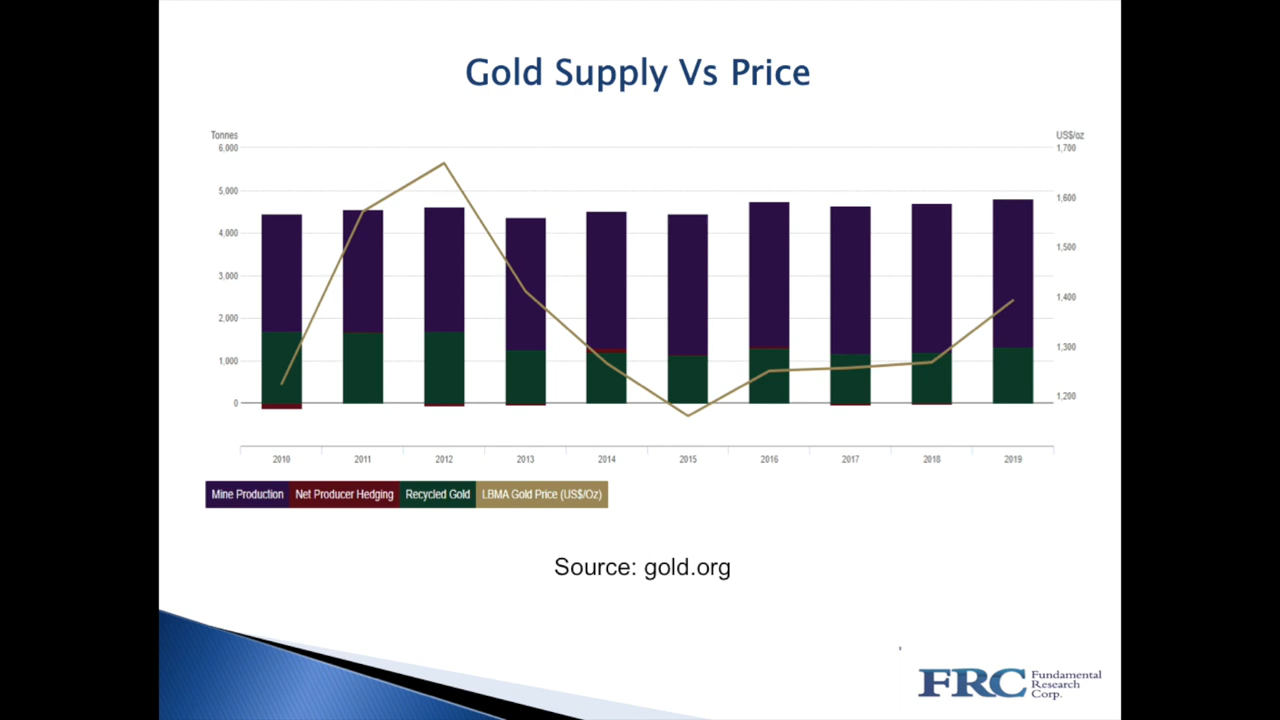 Gold Supply Vs Price
Tonnes
US$/oz
6,000
1,700
5,000
1,600
4,000
1,500
3,000
1,400
2,000
1,300
1,000
1,200
0
2010 2011 2012 2013 2014 2015 2016 2017 2018 2019
Mine Production Net Producer Hedging Recycled Gold LBMA Gold Price (US$/Oz)
Source: gold.org
FRC
Fundamental
Research
Corp.